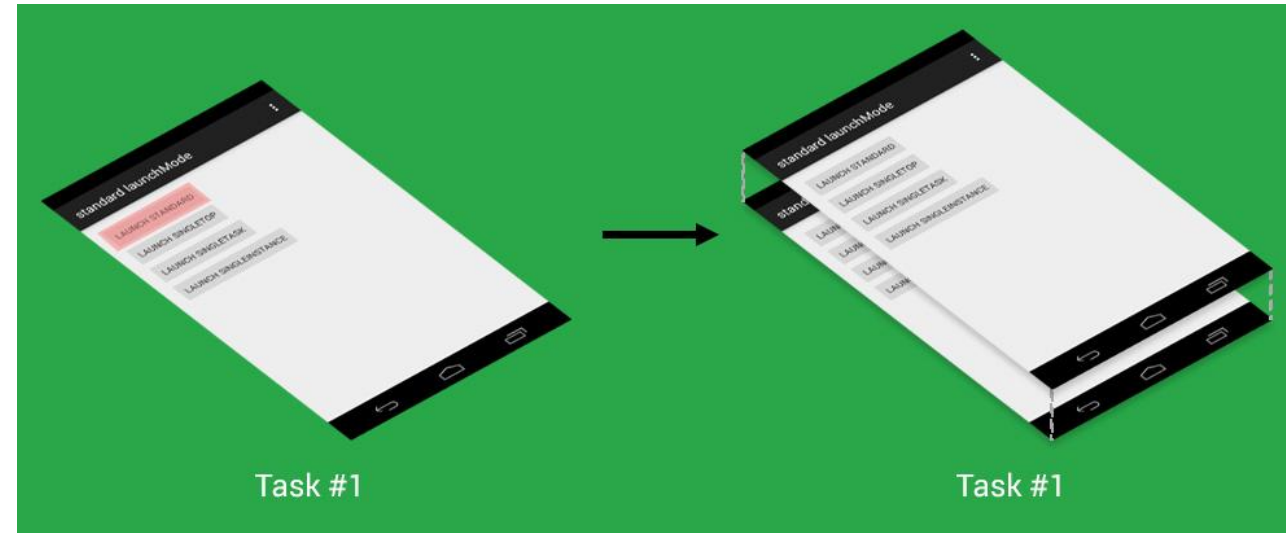 standard launchMode
LAUNCH STANDARD
LAUNCH SINGLETOP
LAUNCH SINGLETASK
LAUNCH SINGLEINSTANCE
Task #1
standard launchMode
LAUNCH STANDARD
LAUNCH SINGLETOP
LAUNCH SINGLETASK
LAUNCH SINGLEINSTANCE
Task #1